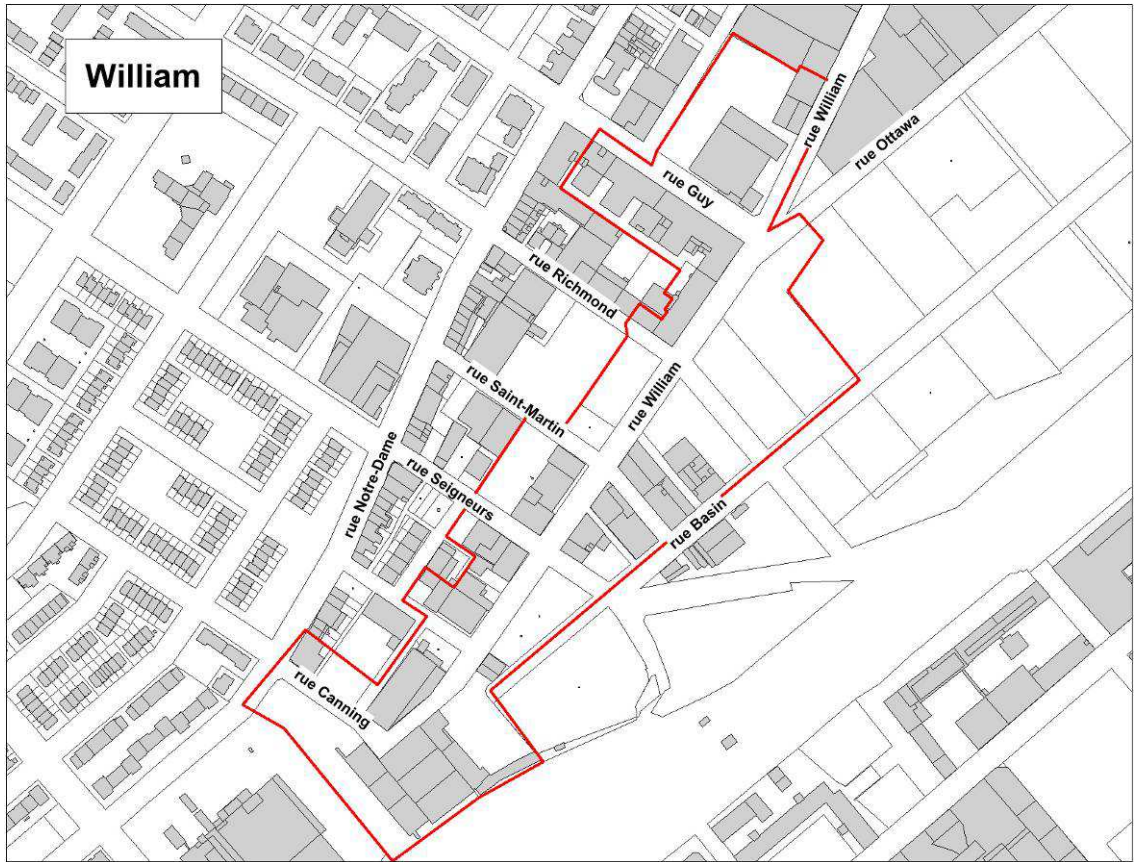 William
rue William
rue Ottawa
rue Guy
rue Richmond
rue William
rue Saint-Martin
rue Notre-Dame
rue Seigneurs
rue Basin
rue Canning